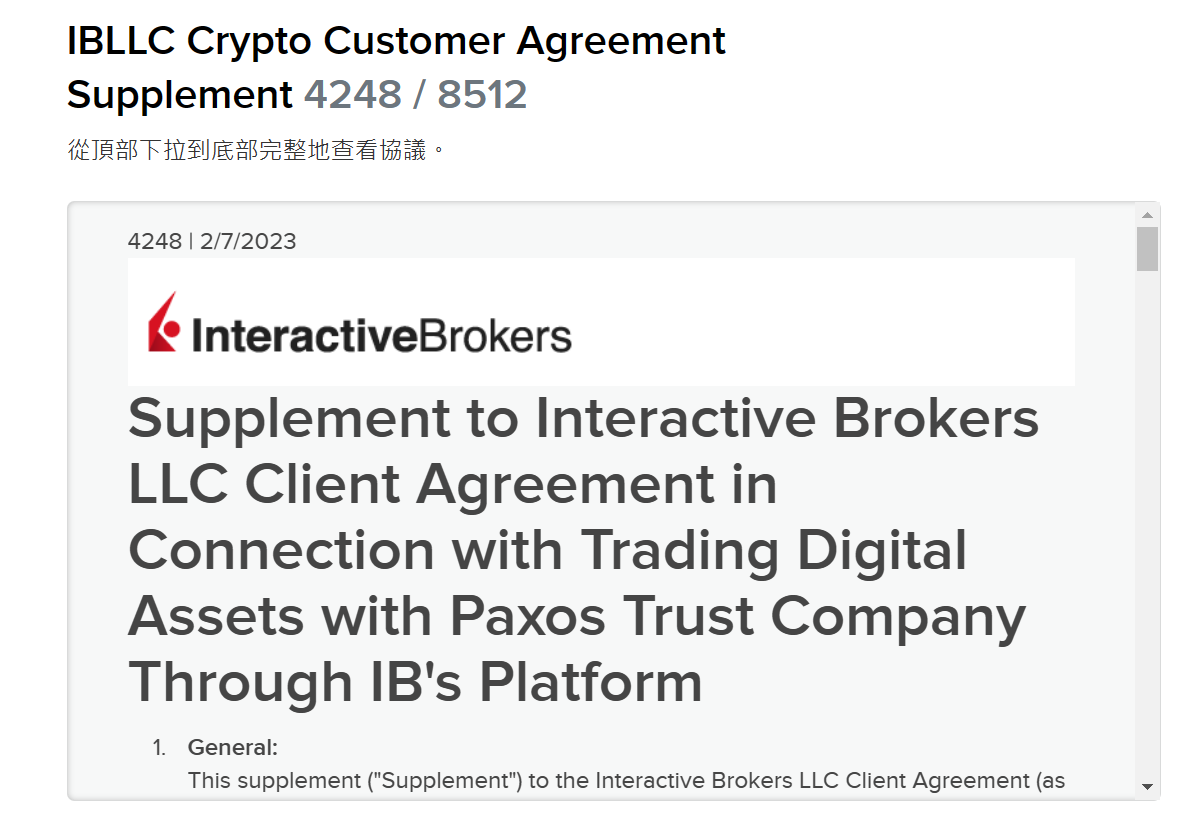 IBLLC Crypto Customer Agreement
Supplement 4248 / 8512
從頂部下拉到底部完整地查看協議。
4248 | 2/7/2023
InteractiveBrokers
Supplement to Interactive Brokers
LLC Client Agreement in
Connection with Trading Digital
Assets with Paxos Trust Company
Through IB's Platform
1. General:
This supplement ("Supplement") to the Interactive Brokers LLC Client Agreement (as